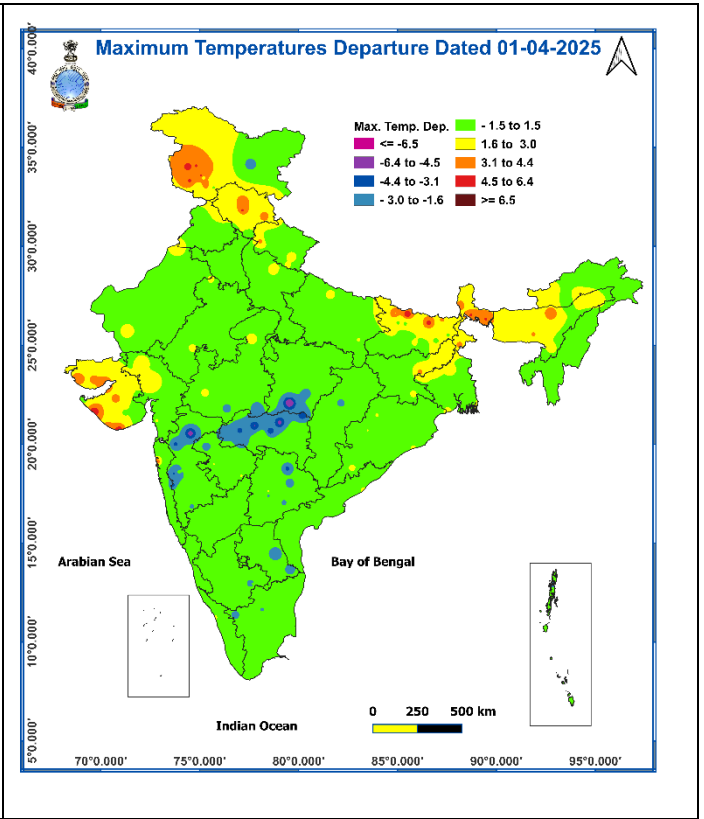 Maximum Temperatures Departure Dated 01-04-2025
Max. Temp. Dep.
<= -6.5
-6.4 to -4.5
-4.4 to -3.1
- 3.0 to -1.6
- 1.5 to 1.5
1.6 to 3.0
3.1 to 4.4
4.5 to 6.4
>= 6.5
40°0.000'
35°0.000'
30°0.000'
25°0.000'
20°0.000'
15°0.000'
10°0.000'
5°0.000'
Arabian Sea
Bay of Bengal
Indian Ocean
0 250 500 km
70°0.000' 75°0.000' 80°0.000' 85°0.000' 90°0.000' 95°0.000'